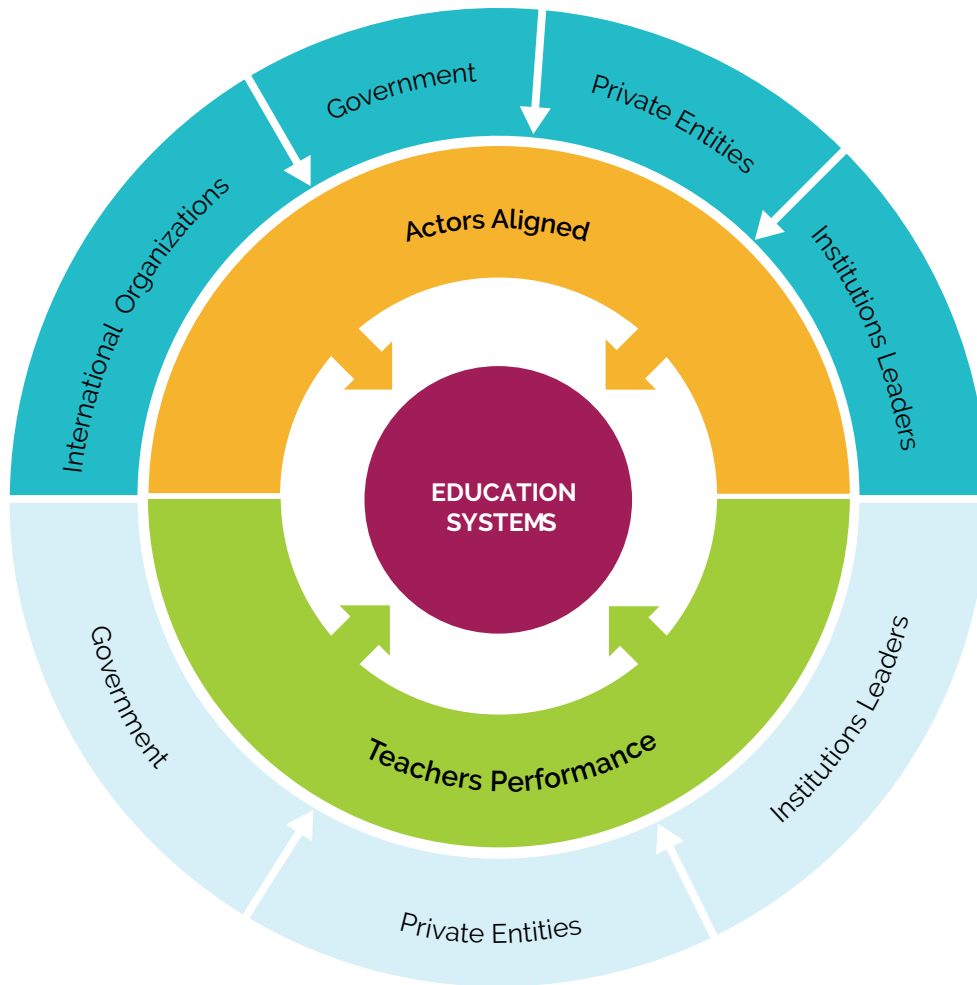 International Organizations
Government
Private Entities
Institutions Leaders
Actors Aligned
EDUCATION
SYSTEMS
Teachers Performance
Government
Private Entities
Institutions Leaders